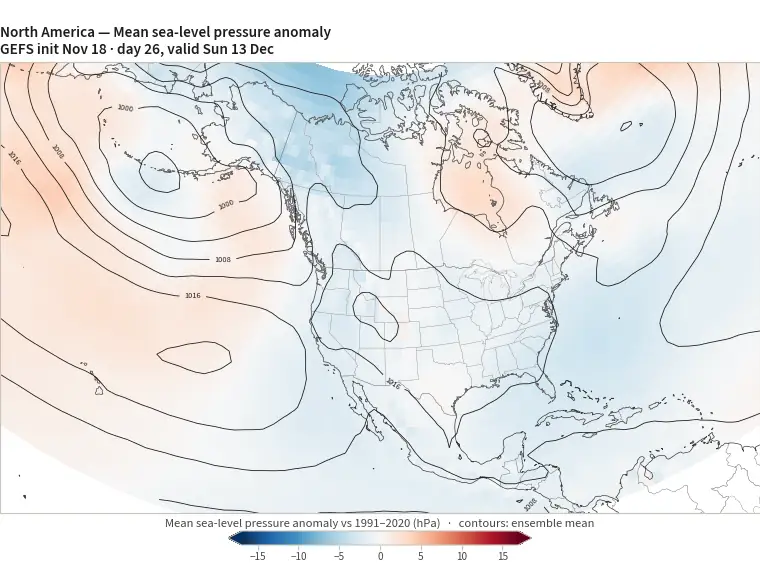 North America — Mean sea-level pressure anomaly
GEFS init Nov 18 · day 26, valid Sun 13 Dec
1008
1000
1008
1016
1000
1008
1016
1016
1008
Mean sea-level pressure anomaly vs 1991–2020 (hPa) · contours: ensemble mean
−15 −10 −5 0 5 10 15